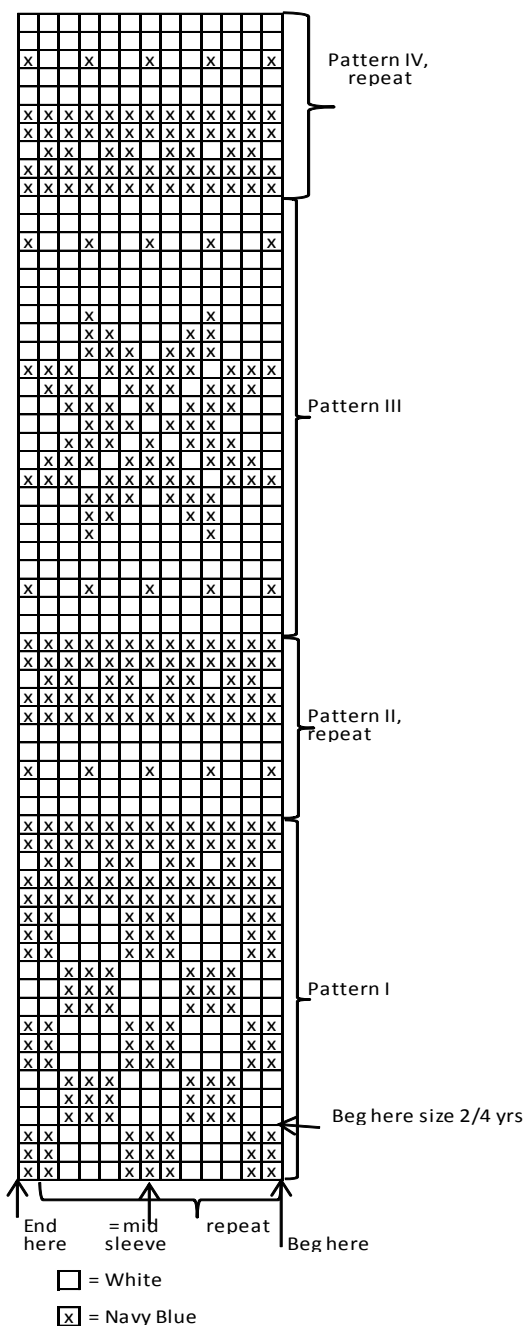 Pattern IV,
repeat
Pattern III
Pattern II,
repeat
Pattern I
Beg here size 2/4 yrs
End
here
=mid
sleeve
repeat
Beg here
= White
x = Navy Blue